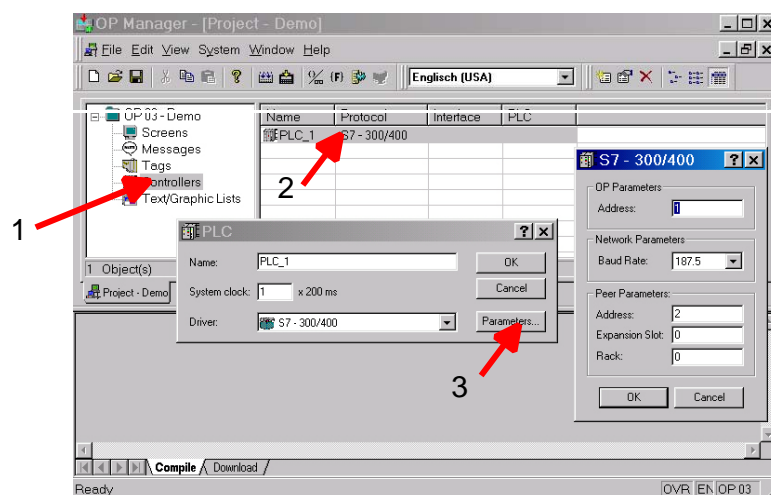 OP Manager - [Project - Demo]
File Edit View System Window Help
Englisch (USA)
OP 03 - Demo
Screens
Messages
Tags
Controllers
Text/Graphic Lists
Name Protocol Interface PLC
PLC_1 S7 - 300/400
1
2
3
1 Object(s)
Project - Demo
PLC
Name: PLC_1
System clock: 1 x 200 ms
Driver: S7 - 300/400
OK
Cancel
Parameters...
S7 - 300/400
OP Parameters
Address: 1
Network Parameters
Baud Rate: 187.5
Peer Parameters:
Address: 2
Expansion Slot: 0
Rack: 0
OK Cancel
Compile Download
Ready
OVR EN OP 03